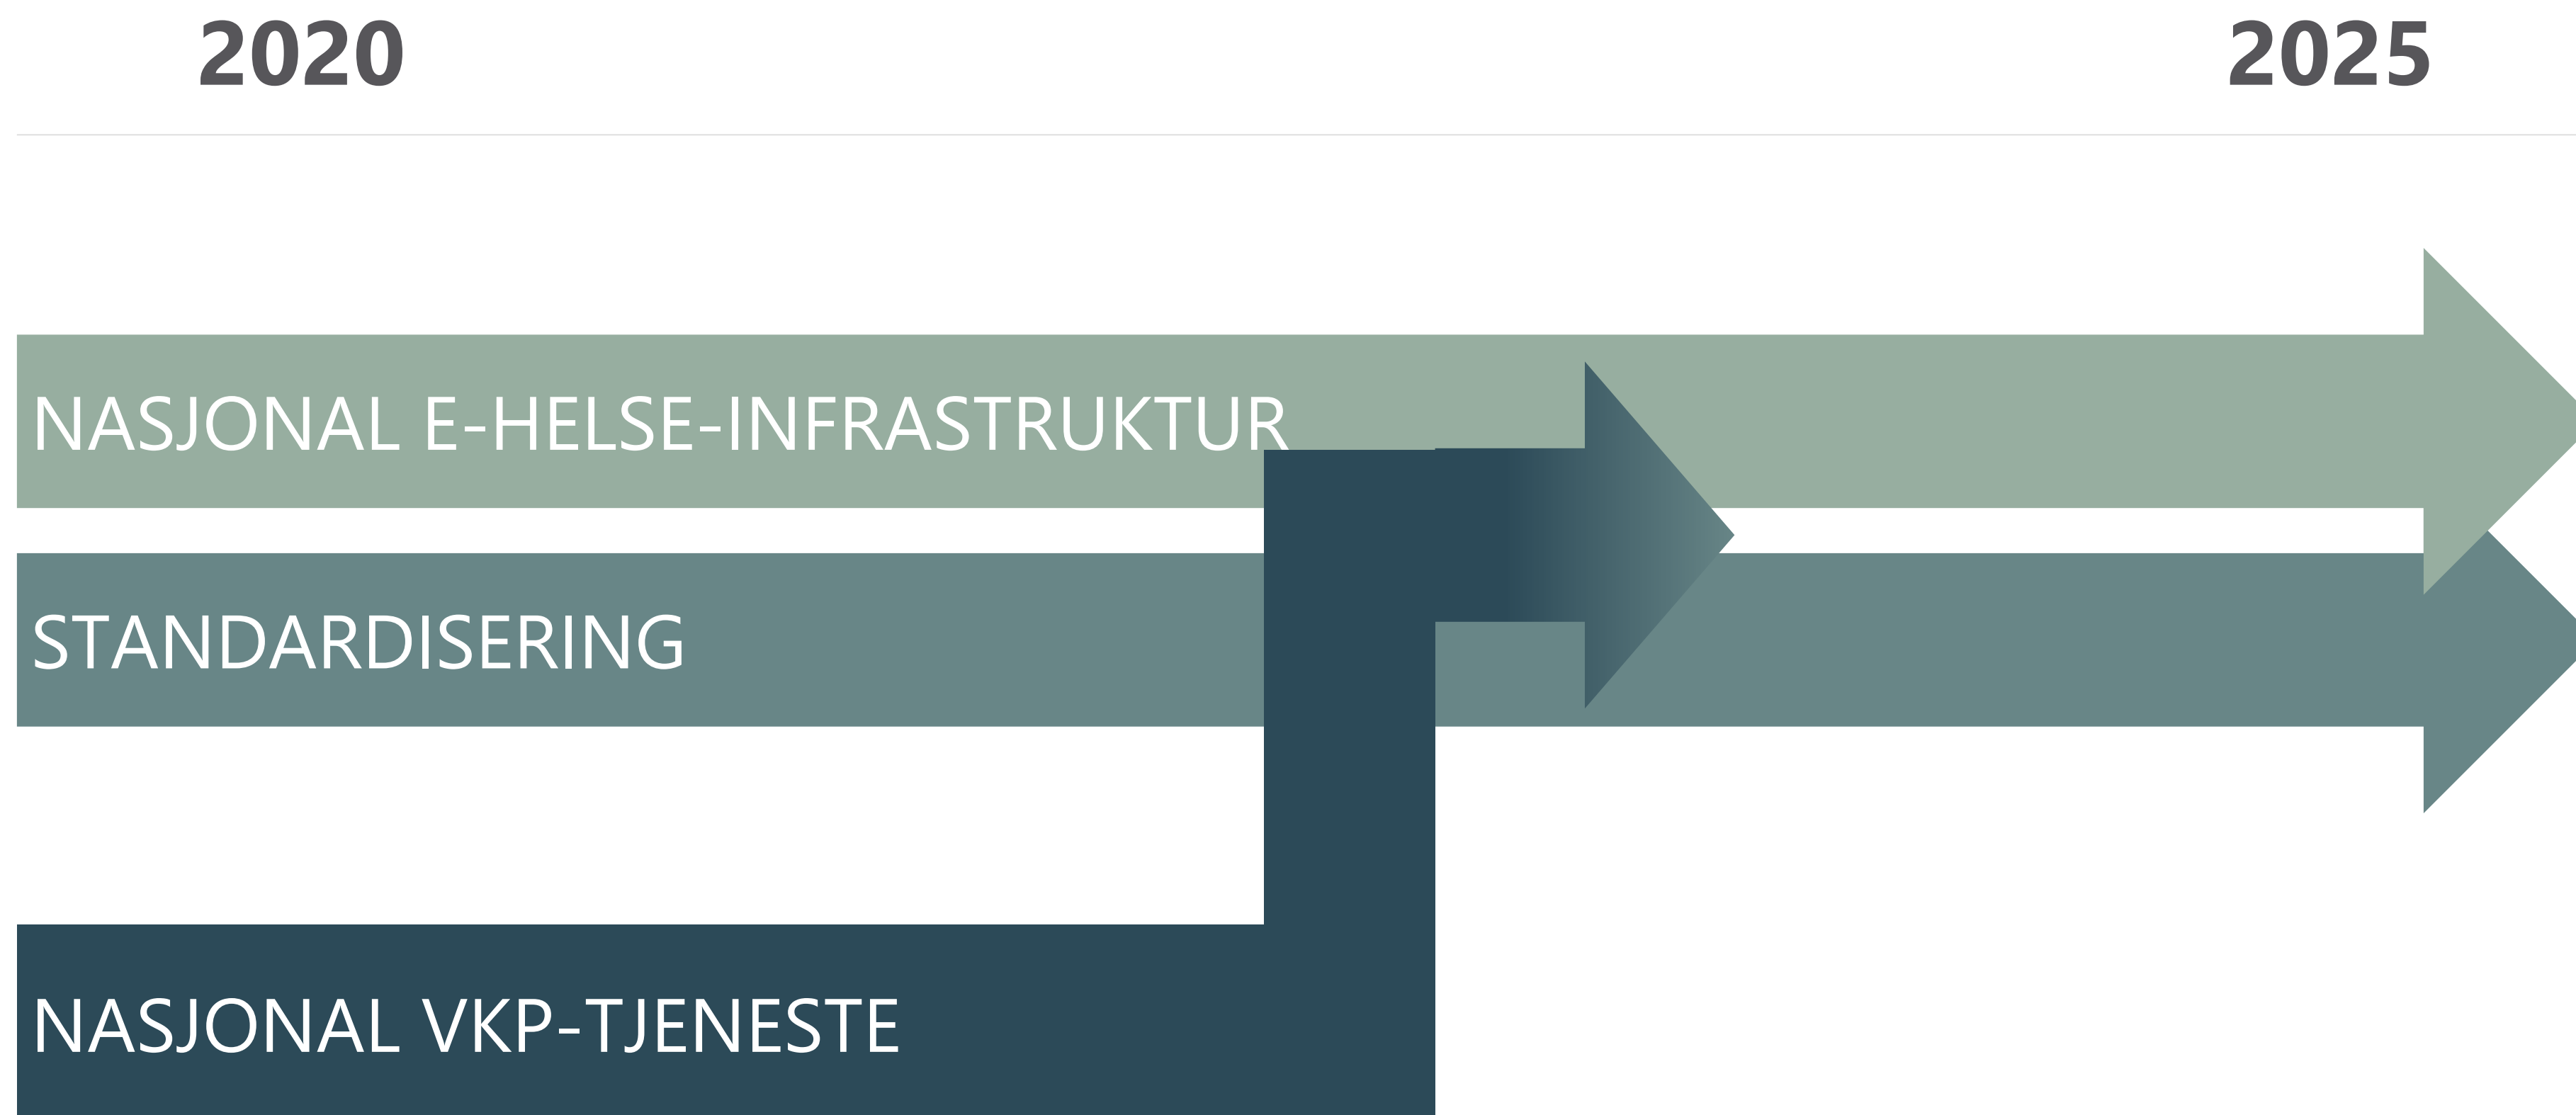 2020 2025
NASJONAL E-HELSE-INFRASTRUKTUR
STANDARDISERING
NASJONAL VKP-TJENESTE